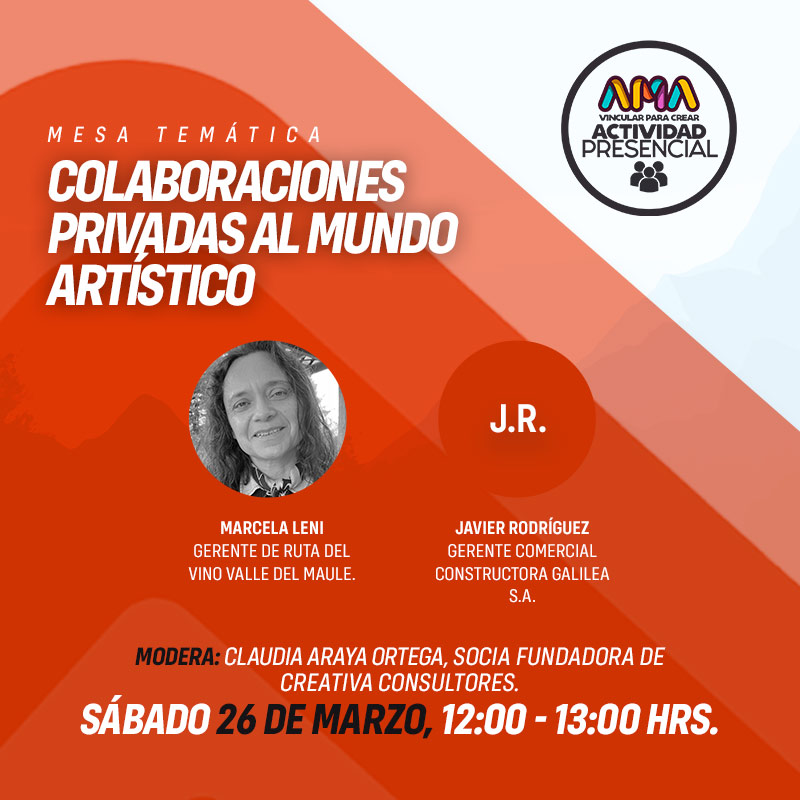 AMA
VINCULAR PARA CREAR
ACTIVIDAD
PRESENCIAL
MESA TEMÁTICA
COLABORACIONES
PRIVADAS AL MUNDO
ARTÍSTICO
J.R.
MARCELA LENI
GERENTE DE RUTA DEL
VINO VALLE DEL MAULE.
JAVIER RODRÍGUEZ
GERENTE COMERCIAL
CONSTRUCTORA GALILEA
S.A.
MODERA: CLAUDIA ARAYA ORTEGA, SOCIA FUNDADORA DE
CREATIVA CONSULTORES.
SÁBADO 26 DE MARZO, 12:00 - 13:00 HRS.